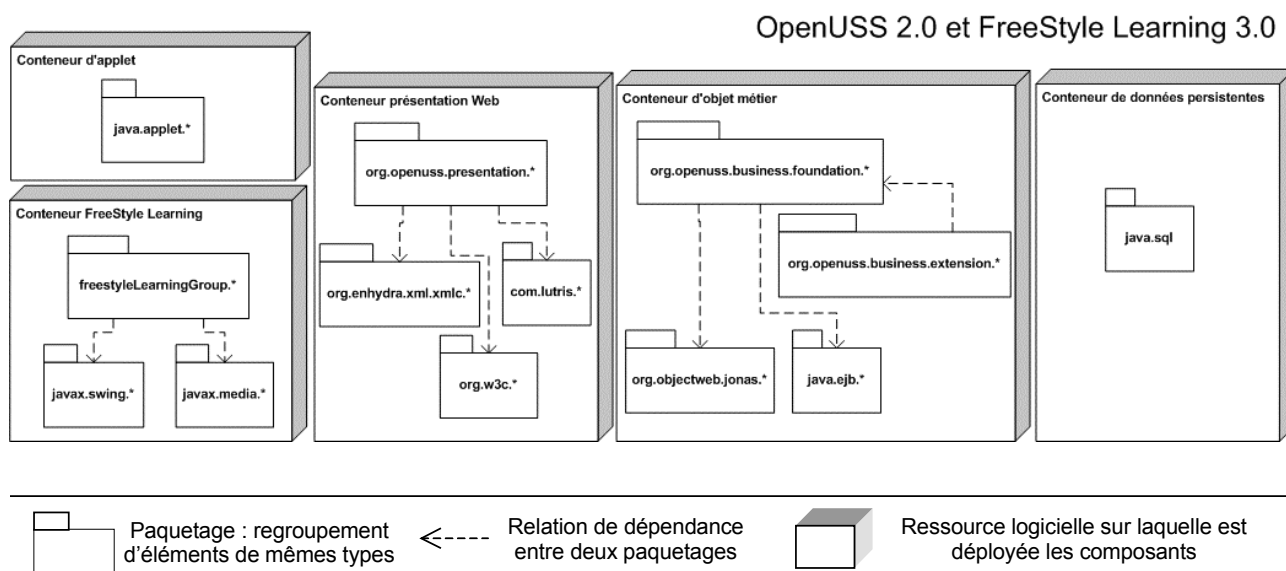 OpenUSS 2.0 et FreeStyle Learning 3.0
Conteneur d'applet
java.applet.*
Conteneur FreeStyle Learning
freestyleLearningGroup.*
javax.swing.*
javax.media.*
Conteneur présentation Web
org.openuss.presentation.*
org.enhydra.xml.xmlc.*
com.lutris.*
org.w3c.*
Conteneur d'objet métier
org.openuss.business.foundation.*
org.openuss.business.extension.*
org.objectweb.jonas.*
java.ejb.*
Conteneur de données persistentes
java.sql
Paquetage : regroupement
d'éléments de mêmes types
Relation de dépendance
entre deux paquetages
Ressource logicielle sur laquelle est
déployée les composants